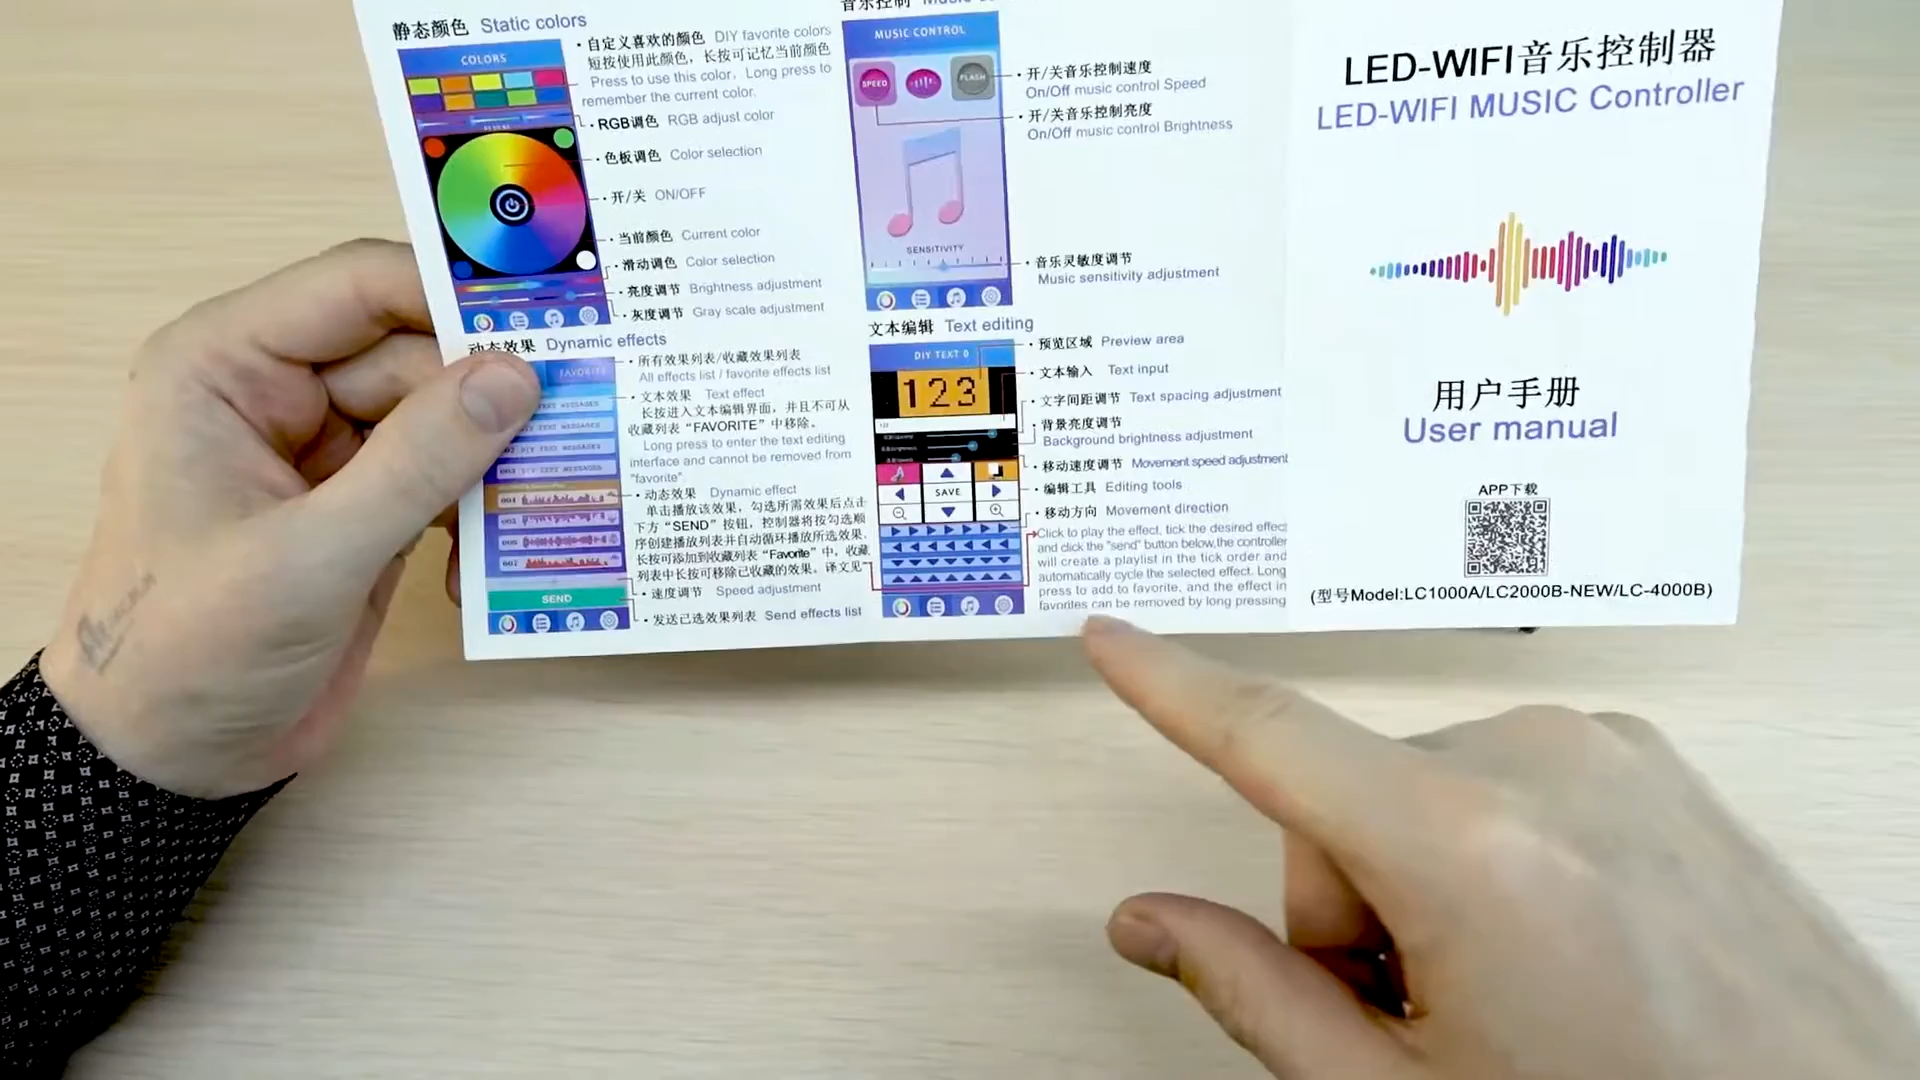 静态颜色 Static colors
COLORS
· 自定义喜欢的颜色 DIY favorite colors
短按使用此颜色，长按可记忆当前颜色
Press to use this color, Long press to
remember the current color.
· RGB调色 RGB adjust color
· 色板调色 Color selection
· 开/关 ON/OFF
· 当前颜色 Current color
· 滑动调色 Color selection
· 亮度调节 Brightness adjustment
· 灰度调节 Gray scale adjustment
动态效果 Dynamic effects
FAVORITE
· 所有效果列表/收藏效果列表
All effects list / favorite effects list
· 文本效果 Text effect
长按进入文本编辑界面，并且不可从
收藏列表“FAVORITE”中移除。
Long press to enter the text editing
interface and cannot be removed from
"favorite"
· 动态效果 Dynamic effect
单击播放该效果，勾选所需效果后点击
下方“SEND”按钮，控制器将按勾选顺
序创建播放列表并自动循环播放所选效果.
长按可添加到收藏列表“Favorite”中，收藏
列表中长按可移除已收藏的效果。译文见
· 速度调节 Speed adjustment
· 发送已选效果列表 Send effects list
SEND
音乐控制
MUSIC CONTROL
SPEED
FLASH
· 开/关音乐控制速度
On/Off music control Speed
· 开/关音乐控制亮度
On/Off music control Brightness
SENSITIVITY
· 音乐灵敏度调节
Music sensitivity adjustment
文本编辑 Text editing
DIY TEXT 0
123
SAVE
· 预览区域 Preview area
· 文本输入 Text input
· 文字间距调节 Text spacing adjustment
· 背景亮度调节
Background brightness adjustment
· 移动速度调节 Movement speed adjustment
· 编辑工具 Editing tools
· 移动方向 Movement direction
Click to play the effect, tick the desired effect
and click the "send" button below,the controller
will create a playlist in the tick order and
automatically cycle the selected effect. Long
press to add to favorite, and the effect in
favorites can be removed by long pressing
LED-WIFI音乐控制器
LED-WIFI MUSIC Controller
用户手册
User manual
APP下载
(型号Model:LC1000A/LC2000B-NEW/LC-4000B)